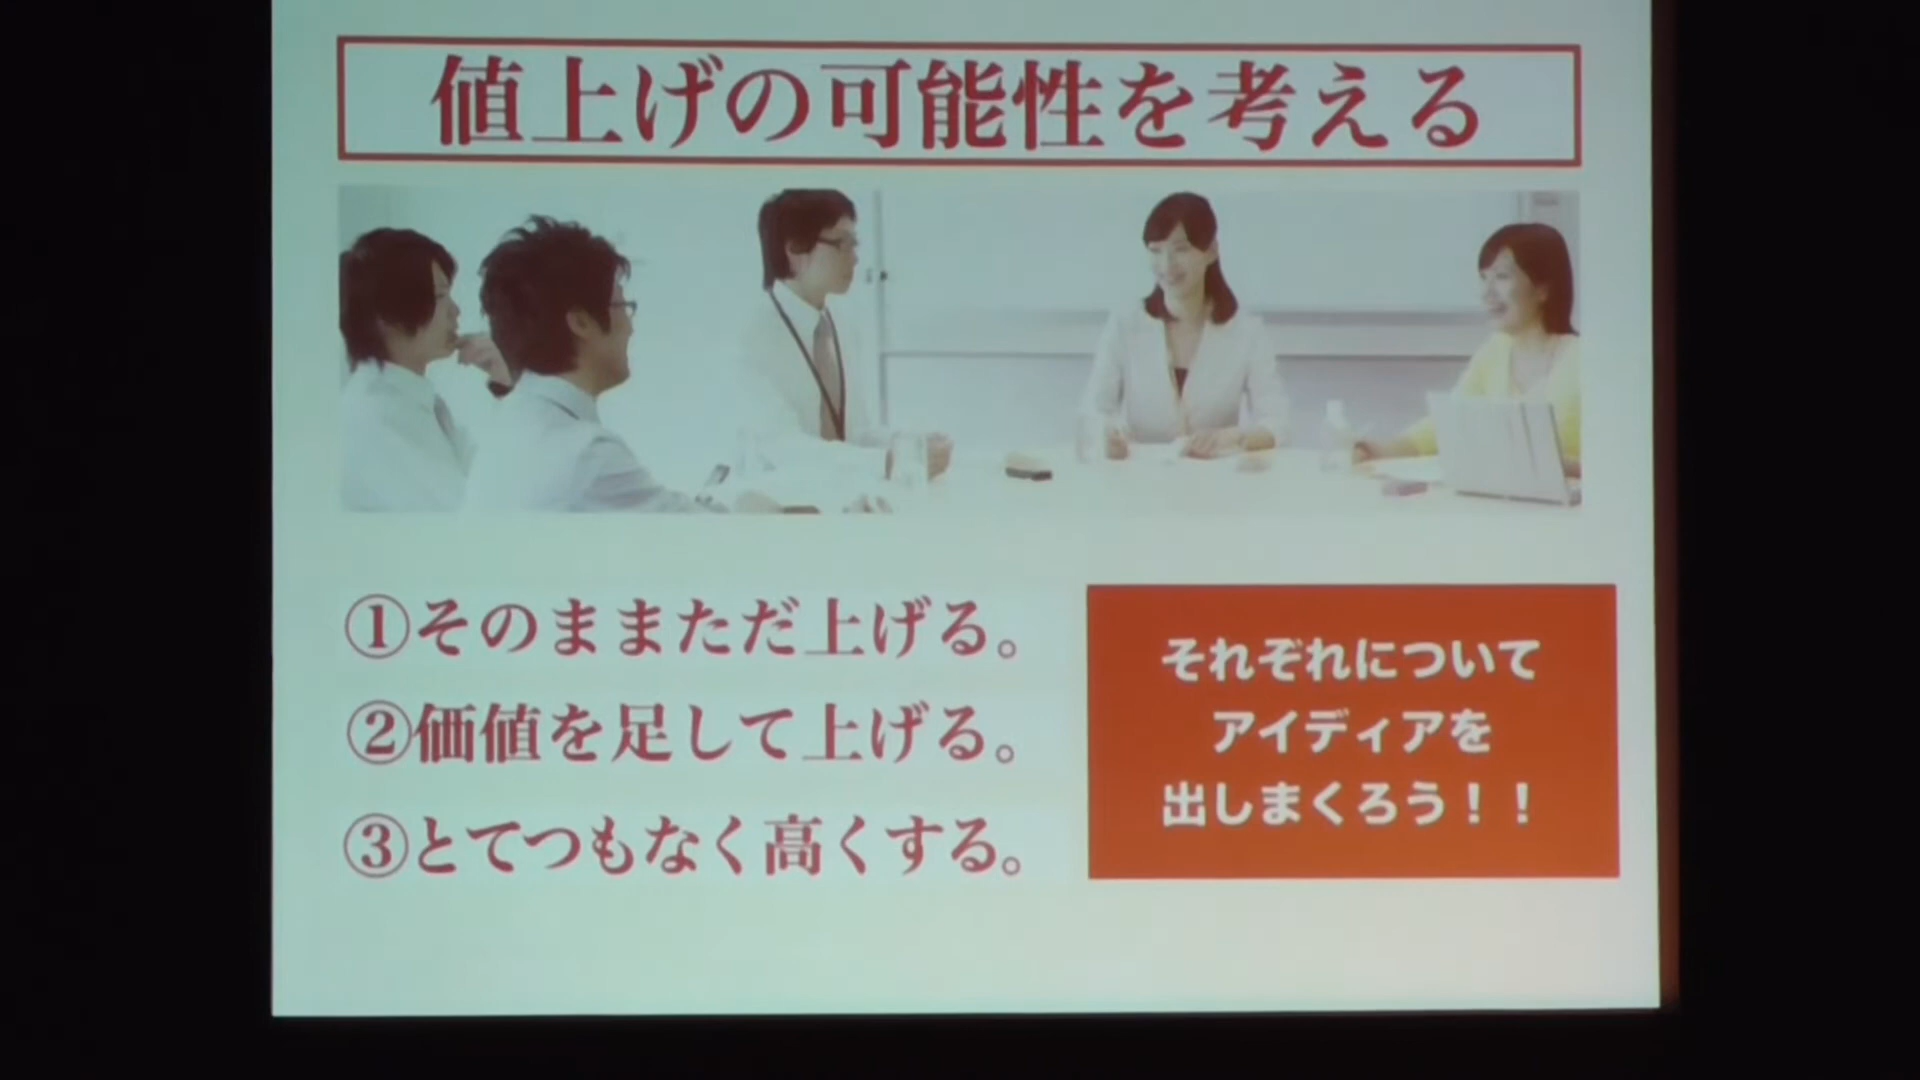 値上げの可能性を考える
①そのままただ上げる。
②価値を足して上げる。
③とてつもなく高くする。
それぞれについて
アイディアを
出しまくろう！！